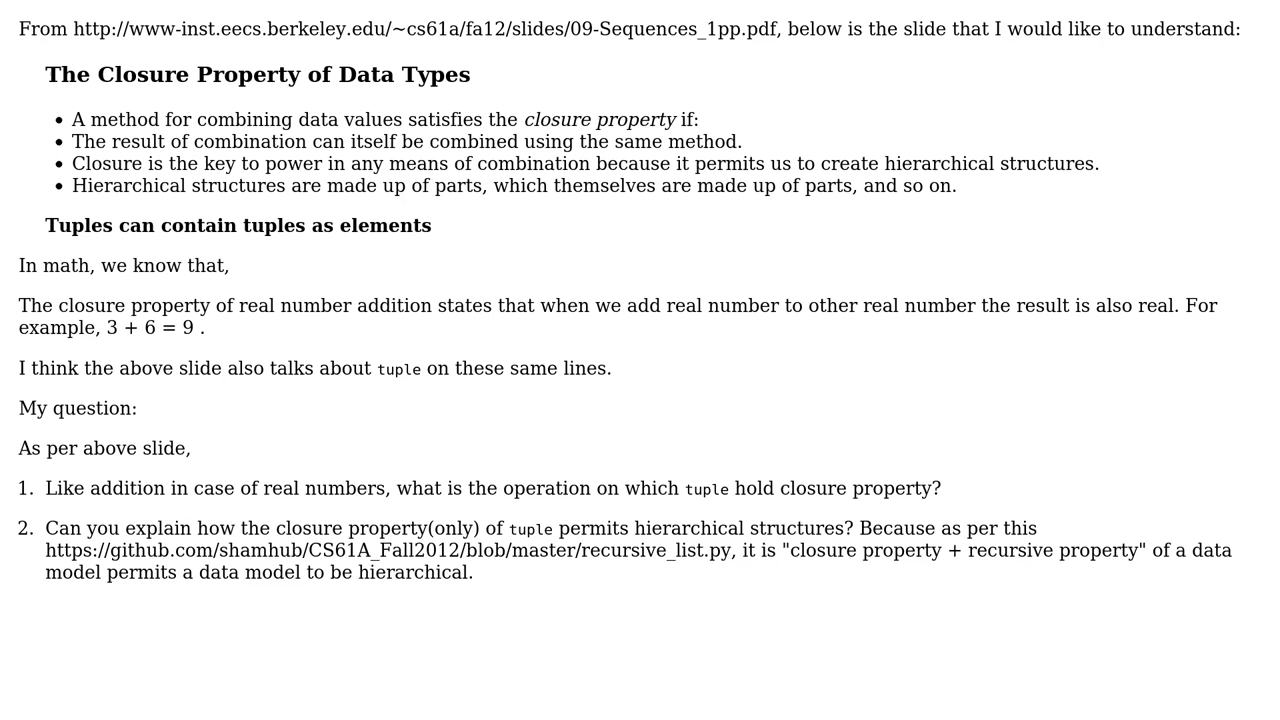 From http://www-inst.eecs.berkeley.edu/~cs61a/fa12/slides/09-Sequences_1pp.pdf, below is the slide that I would like to understand:
The Closure Property of Data Types
• A method for combining data values satisfies the closure property if:
• The result of combination can itself be combined using the same method.
• Closure is the key to power in any means of combination because it permits us to create hierarchical structures.
• Hierarchical structures are made up of parts, which themselves are made up of parts, and so on.
Tuples can contain tuples as elements
In math, we know that,
The closure property of real number addition states that when we add real number to other real number the result is also real. For
example, 3 + 6 = 9 .
I think the above slide also talks about tuple on these same lines.
My question:
As per above slide,
1. Like addition in case of real numbers, what is the operation on which tuple hold closure property?
2. Can you explain how the closure property(only) of tuple permits hierarchical structures? Because as per this
https://github.com/shamhub/CS61A_Fall2012/blob/master/recursive_list.py, it is "closure property + recursive property" of a data
model permits a data model to be hierarchical.